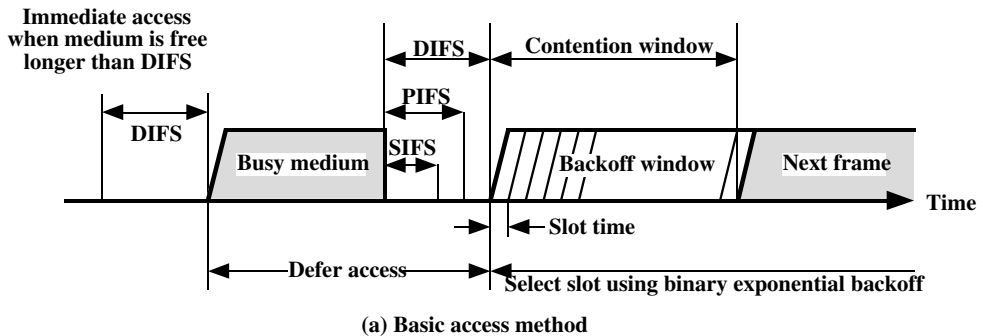 Immediate access
when medium is free
longer than DIFS
DIFS
Contention window
PIFS
DIFS
SIFS
Busy medium
Backoff window
Next frame
Time
Slot time
Defer access
Select slot using binary exponential backoff
(a) Basic access method